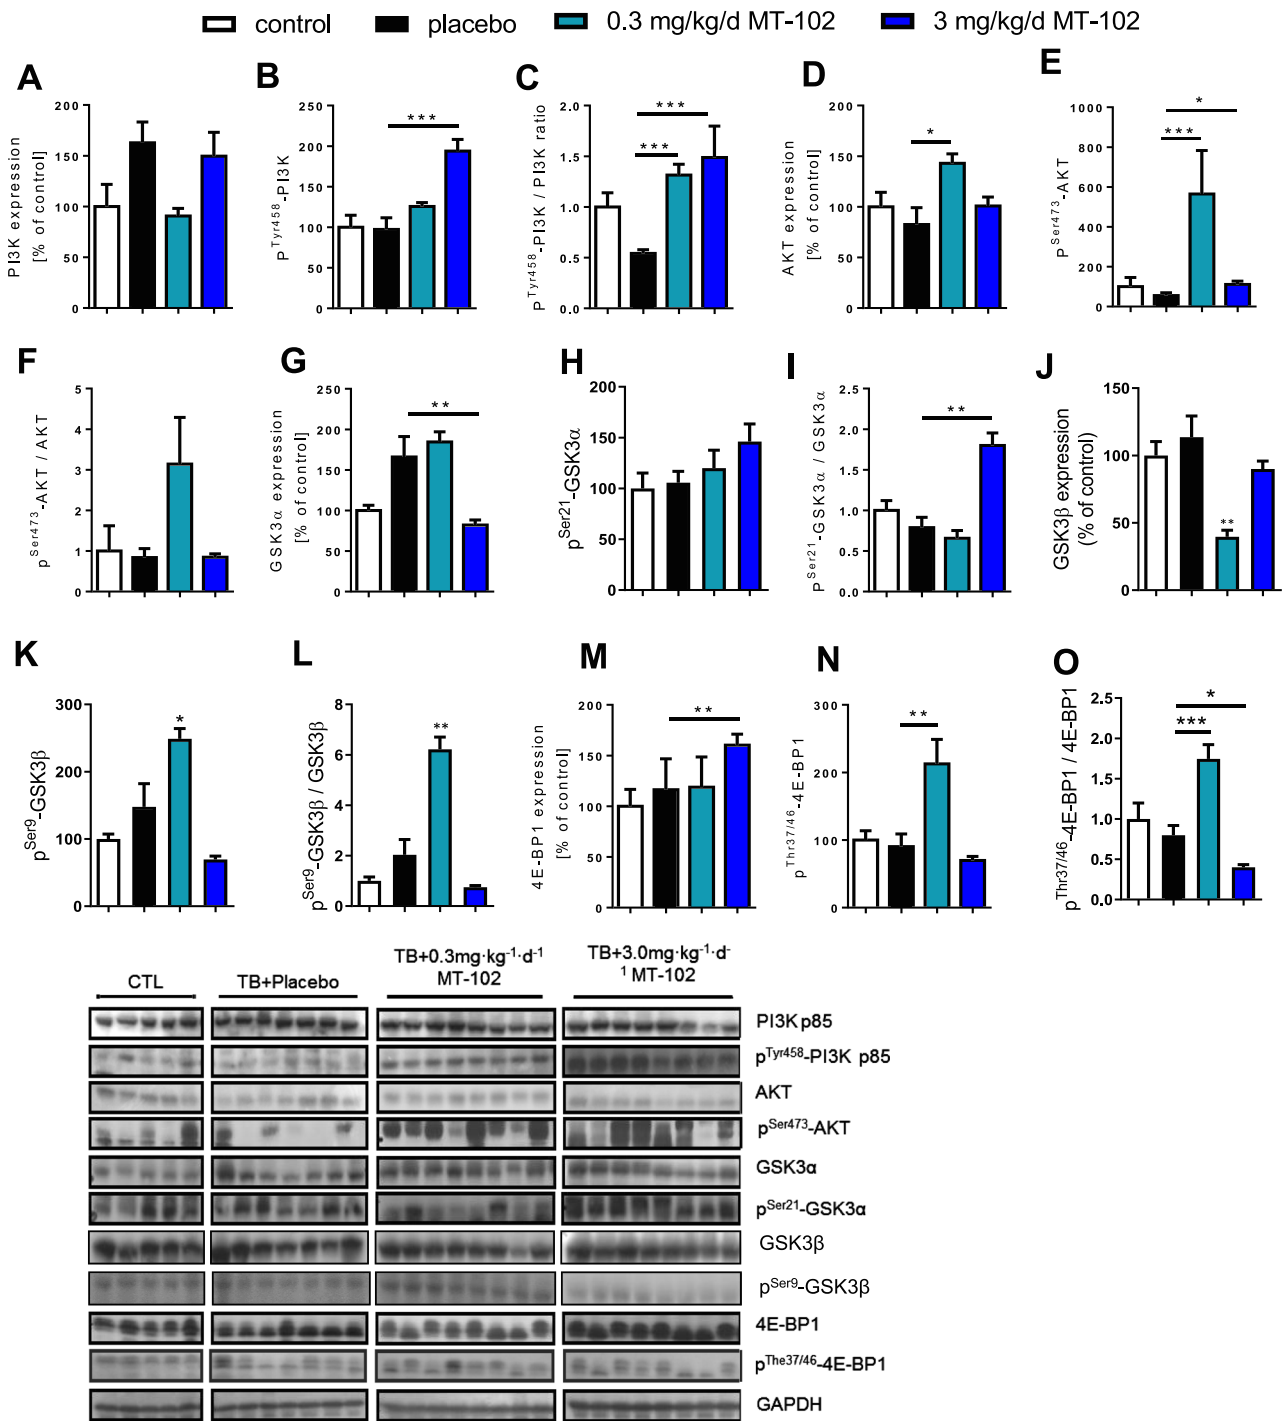 control placebo 0.3 mg/kg/d MT-102 3 mg/kg/d MT-102
A
PI3K expression
[% of control]
200
150
100
50
0
B
P Tyr458-PI3K
250
200
150
100
50
0
***
C
P Tyr458-PI3K / PI3K ratio
2.0
1.5
1.0
0.5
0.0
***
***
D
AKT expression
[% of control]
200
150
100
50
0
*
E
P Ser473-AKT
1000
800
600
400
200
0
*
***
F
p Ser473-AKT / AKT
5
4
3
2
1
0
G
GSK3α expression
[% of control]
250
200
150
100
50
0
**
H
pSer21-GSK3α
200
150
100
50
0
I
P Ser21-GSK3α / GSK3α
2.5
2.0
1.5
1.0
0.5
0.0
**
J
GSK3β expression
(% of control)
150
100
50
0
**
K
pSer9-GSK3β
300
200
100
0
*
L
pSer9-GSK3β / GSK3β
8
6
4
2
0
**
M
4E-BP1 expression
[% of control]
200
150
100
50
0
**
N
p Thr37/46-4E-BP1
300
200
100
0
**
O
pThr37/46-4E-BP1 / 4E-BP1
2.5
2.0
1.5
1.0
0.5
0.0
*
***
CTL
TB+Placebo
TB+0.3mg·kg-1·d-1
MT-102
TB+3.0mg·kg-1·d-
1 MT-102
PI3K p85
pTyr458-PI3K p85
AKT
pSer473-AKT
GSK3α
pSer21-GSK3α
GSK3β
pSer9-GSK3β
4E-BP1
pThe37/46-4E-BP1
GAPDH